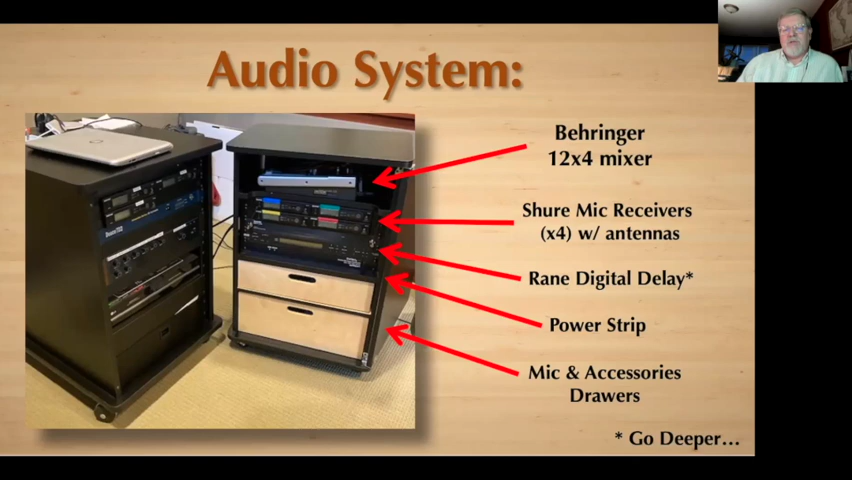 Audio System:
Behringer
12x4 mixer
Shure Mic Receivers
(x4) w/ antennas
Rane Digital Delay*
Power Strip
Mic & Accessories
Drawers
* Go Deeper…